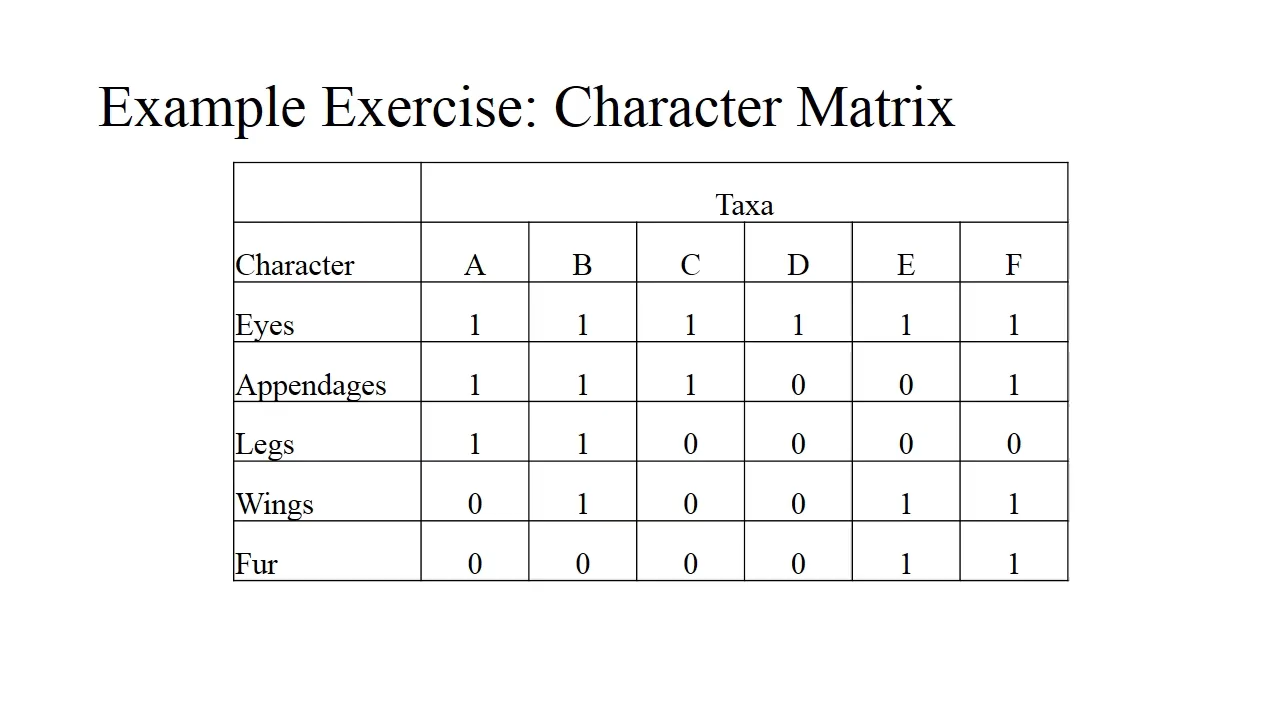 Example Exercise: Character Matrix
Taxa
Character A B C D E F
Eyes 1 1 1 1 1 1
Appendages 1 1 1 0 0 1
Legs 1 1 0 0 0 0
Wings 0 1 0 0 1 1
Fur 0 0 0 0 1 1